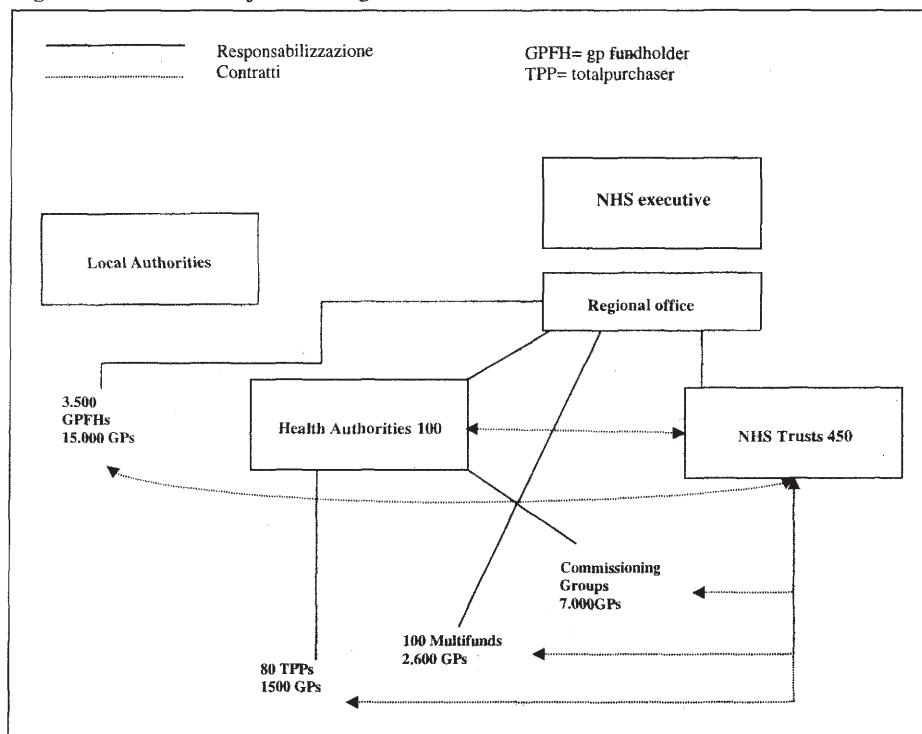 Responsabilizzazione
Contratti
GPFH= gp fundholder
TPP= totalpurchaser
NHS executive
Local Authorities
Regional office
3.500
GPFHs
15.000 GPs
Health Authorities 100
NHS Trusts 450
Commissioning
Groups
7.000GPs
100 Multifunds
2.600 GPs
80 TPPs
1500 GPs